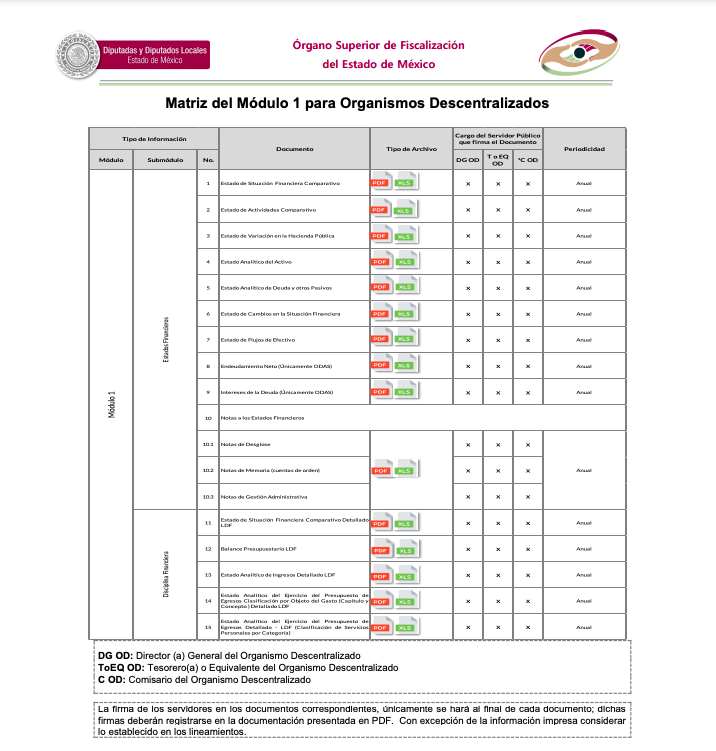 Diputadas y Diputados Locales
Estado de México
Órgano Superior de Fiscalización
del Estado de México
Matriz del Módulo 1 para Organismos Descentralizados
Tipo de Información
Documento
Tipo de Archivo
Cargo del Servidor Público
que firma el Documento
Periodicidad
Módulo
Submódulo
No.
DG OD
T o EQ
OD
*C OD
Módulo 1
Estados Financieros
1 Estado de Situación Financiera Comparativo PDF XLS x x x Anual
2 Estado de Actividades Comparativo PDF XLS x x x Anual
3 Estado de Variación en la Hacienda Pública PDF XLS x x x Anual
4 Estado Analítico del Activo PDF XLS x x x Anual
5 Estado Analítico de Deuda y otros Pasivos PDF XLS x x x Anual
6 Estado de Cambios en la Situación Financiera PDF XLS x x x Anual
7 Estado de Flujos de Efectivo PDF XLS x x x Anual
8 Endeudamiento Neto (Únicamente ODAS) PDF XLS x x x Anual
9 Intereses de la Deuda (Únicamente ODAS) PDF XLS x x x Anual
10 Notas a los Estados Financieros
10.1 Notas de Desglose x x x
10.2 Notas de Memoria (cuentas de orden) PDF XLS x x x Anual
10.3 Notas de Gestión Administrativa x x x
Disciplina Financiera
11 Estado de Situación Financiera Comparativo Detallado
LDF PDF XLS x x x Anual
12 Balance Presupuestario LDF PDF XLS x x x Anual
13 Estado Analítico de Ingresos Detallado LDF PDF XLS x x x Anual
14 Estado Analítico del Ejercicio del Presupuesto de
Egresos Clasificación por Objeto del Gasto (Capítulo y
Concepto) Detallado LDF PDF XLS x x x Anual
15 Estado Analítico del Ejercicio del Presupuesto de
Egresos Detallado - LDF (Clasificación de Servicios
Personales por Categoría) PDF XLS x x x Anual
DG OD: Director (a) General del Organismo Descentralizado
ToEQ OD: Tesorero(a) o Equivalente del Organismo Descentralizado
C OD: Comisario del Organismo Descentralizado
La firma de los servidores en los documentos correspondientes, únicamente se hará al final de cada documento; dichas
firmas deberán registrarse en la documentación presentada en PDF. Con excepción de la información impresa considerar
lo establecido en los lineamientos.